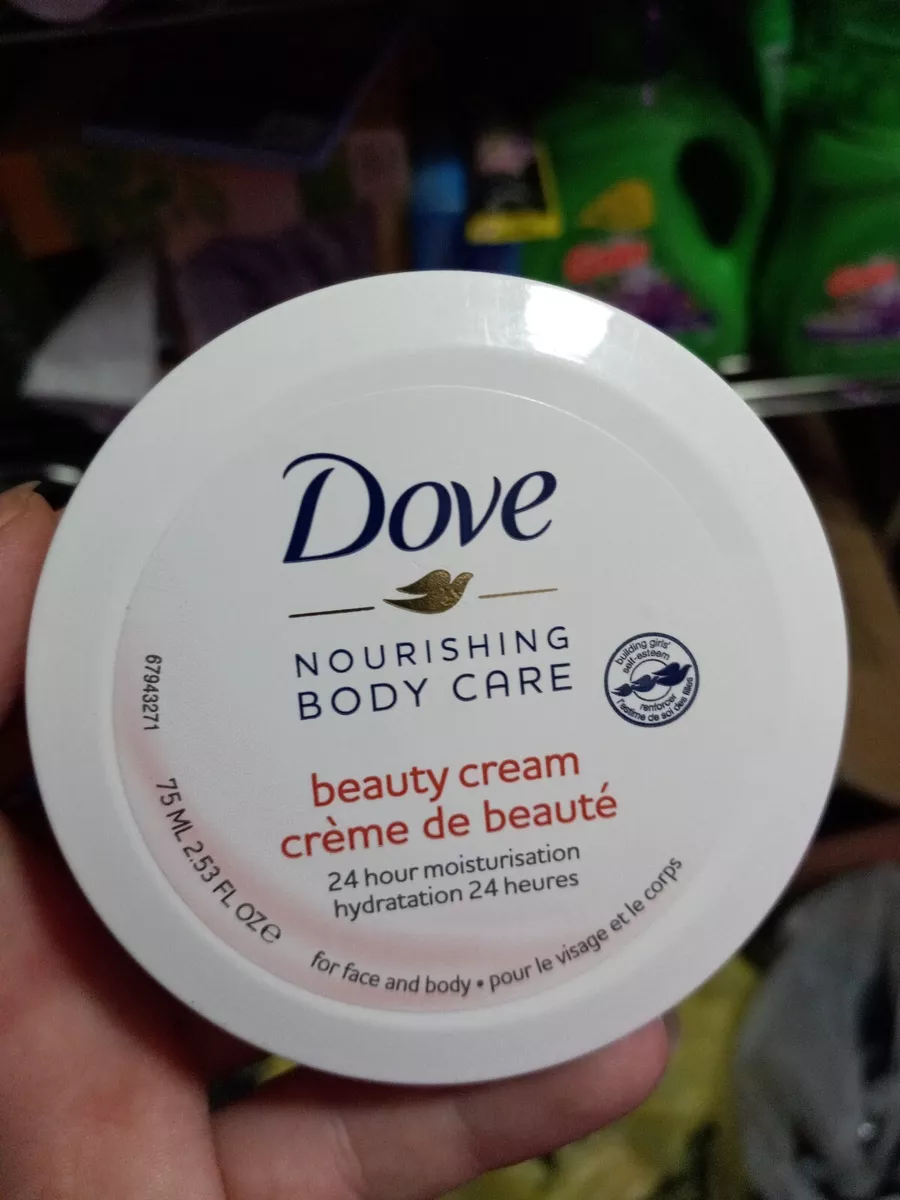 Dove
NOURISHING
BODY CARE
building girls'
self-esteem
renforcer
l'estime de soi des filles
beauty cream
crème de beauté
24 hour moisturisation
hydratation 24 heures
for face and body • pour le visage et le corps
75 ML 2.53 FL OZ℮
67943271
Gain